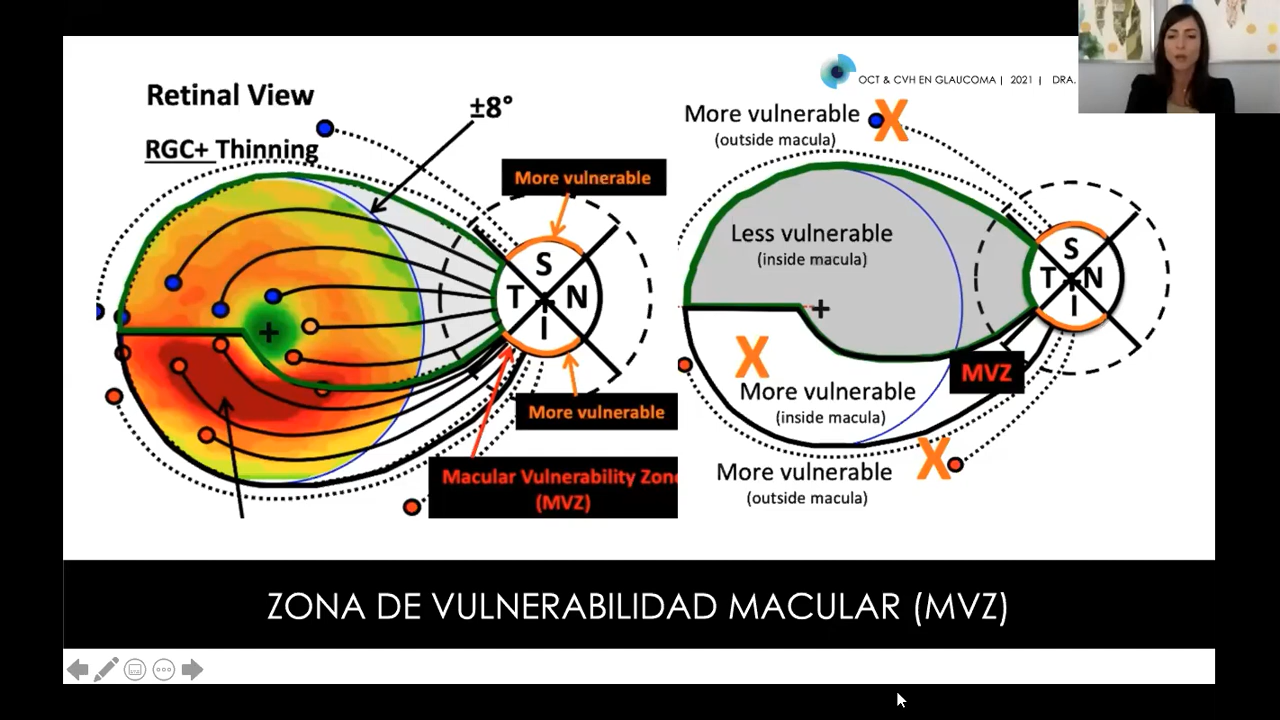 OCT & CVH EN GLAUCOMA | 2021 | DRA.
Retinal View
±8°
RGC+ Thinning
More vulnerable
S
T
N
I
More vulnerable
Macular Vulnerability Zone
(MVZ)
More vulnerable
(outside macula)
X
Less vulnerable
(inside macula)
S
T
N
I
X
MVZ
More vulnerable
(inside macula)
X
More vulnerable
(outside macula)
ZONA DE VULNERABILIDAD MACULAR (MVZ)